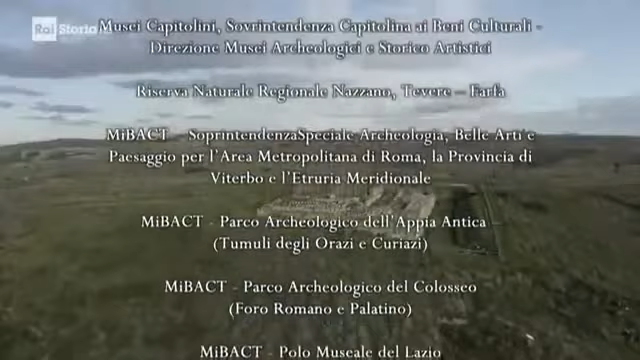 Rai Storia
Musei Capitolini, Sovrintendenza Capitolina ai Beni Culturali -
Direzione Musei Archeologici e Storico Artistici
Riserva Naturale Regionale Nazzano, Tevere – Farfa
MiBACT - SoprintendenzaSpeciale Archeologia, Belle Arti e
Paesaggio per l'Area Metropolitana di Roma, la Provincia di
Viterbo e l'Etruria Meridionale
MiBACT - Parco Archeologico dell'Appia Antica
(Tumuli degli Orazi e Curiazi)
MiBACT - Parco Archeologico del Colosseo
(Foro Romano e Palatino)
MiBACT - Polo Museale del Lazio